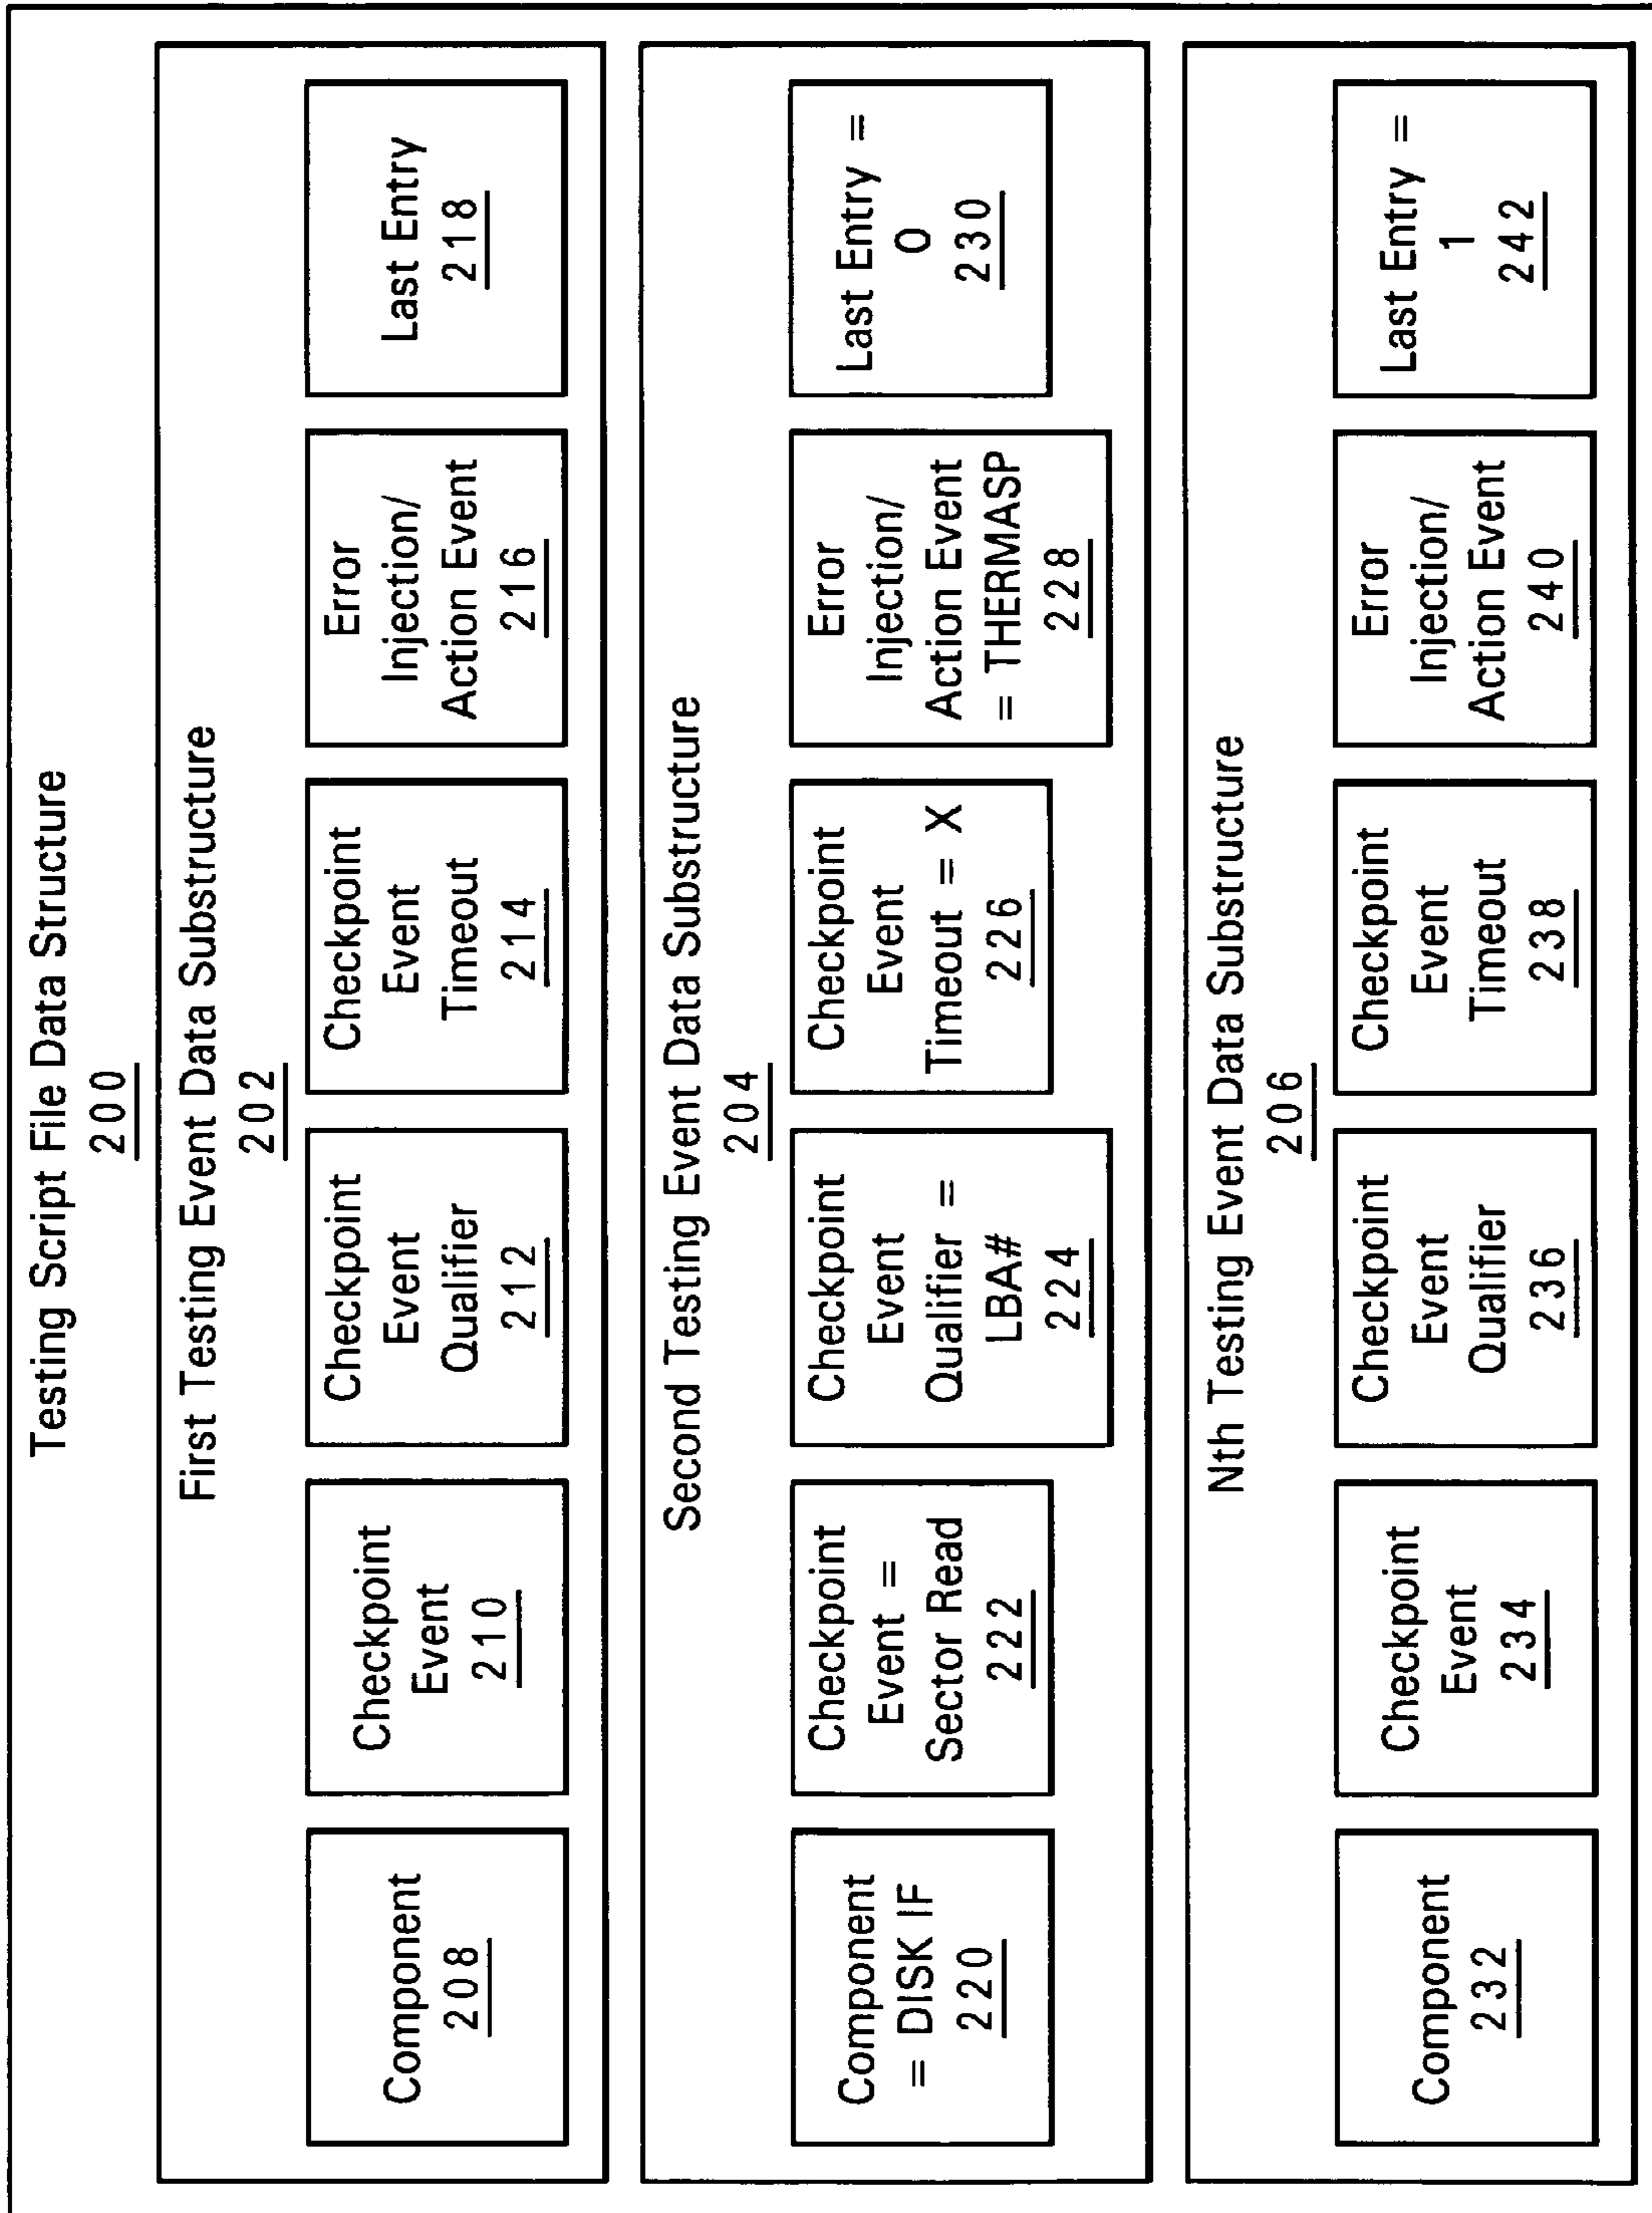 Testing Script File Data Structure
200
First Testing Event Data Substructure
202
Component
208
Checkpoint
Event
210
Checkpoint
Event
Qualifier
212
Checkpoint
Event
Timeout
214
Error
Injection/
Action Event
216
Last Entry
218
Second Testing Event Data Substructure
204
Component
= DISK IF
220
Checkpoint
Event =
Sector Read
222
Checkpoint
Event
Qualifier =
LBA#
224
Checkpoint
Event
Timeout = X
226
Error
Injection/
Action Event
= THERMASP
228
Last Entry =
0
230
Nth Testing Event Data Substructure
206
Component
232
Checkpoint
Event
234
Checkpoint
Event
Qualifier
236
Checkpoint
Event
Timeout
238
Error
Injection/
Action Event
240
Last Entry =
1
242